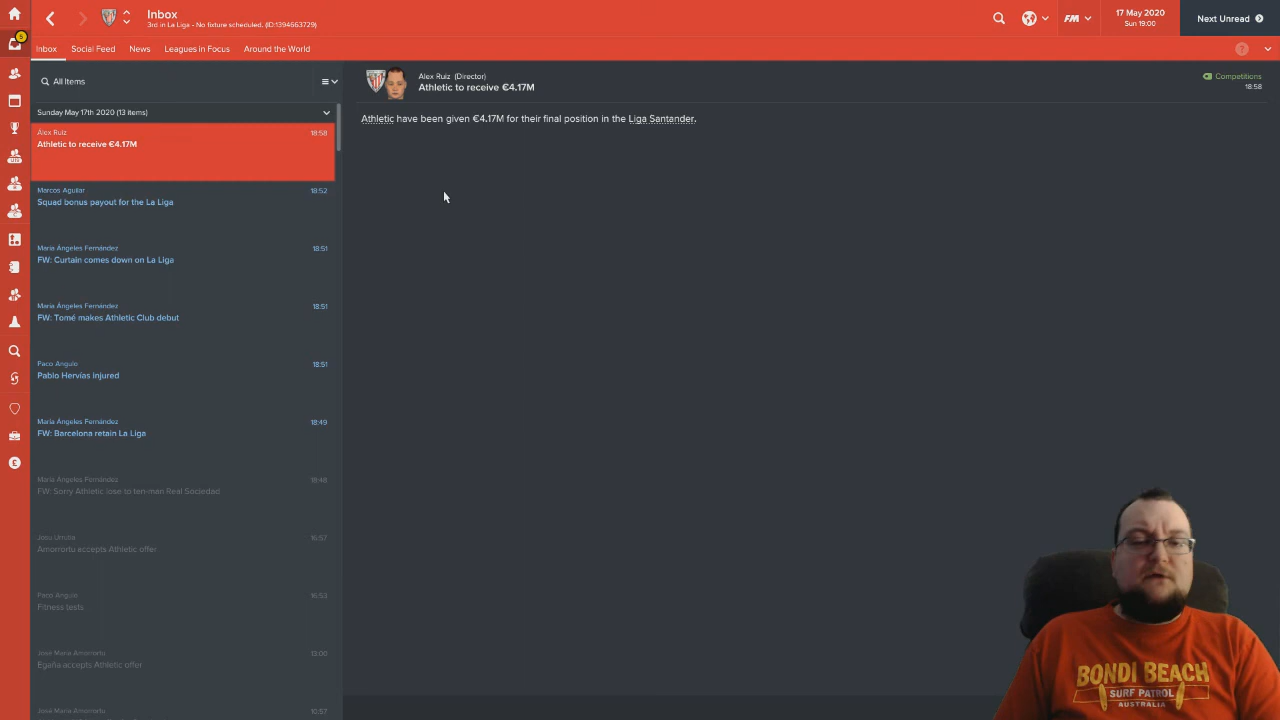 Inbox
3rd in La Liga - No fixture scheduled. (ID:1394663729)
FM
17 May 2020
Sun 19:00
Next Unread
5
Inbox
Social Feed
News
Leagues in Focus
Around the World
?
All Items
Sunday May 17th 2020 (13 items)
Álex Ruiz
18:58
Athletic to receive €4.17M
Marcos Aguilar
18:52
Squad bonus payout for the La Liga
María Ángeles Fernández
18:51
FW: Curtain comes down on La Liga
María Ángeles Fernández
18:51
FW: Tomé makes Athletic Club debut
Paco Angulo
18:51
Pablo Hervías injured
María Ángeles Fernández
18:49
FW: Barcelona retain La Liga
María Ángeles Fernández
18:48
FW: Sorry Athletic lose to ten-man Real Sociedad
Josu Urrutia
16:57
Amorrortu accepts Athletic offer
Paco Angulo
16:53
Fitness tests
José María Amorrortu
13:00
Egaña accepts Athletic offer
José María Amorrortu
10:57
Álex Ruiz (Director)
Athletic to receive €4.17M
Competitions
18:58
Athletic have been given €4.17M for their final position in the Liga Santander.
BONDI BEACH
SURF PATROL
AUSTRALIA